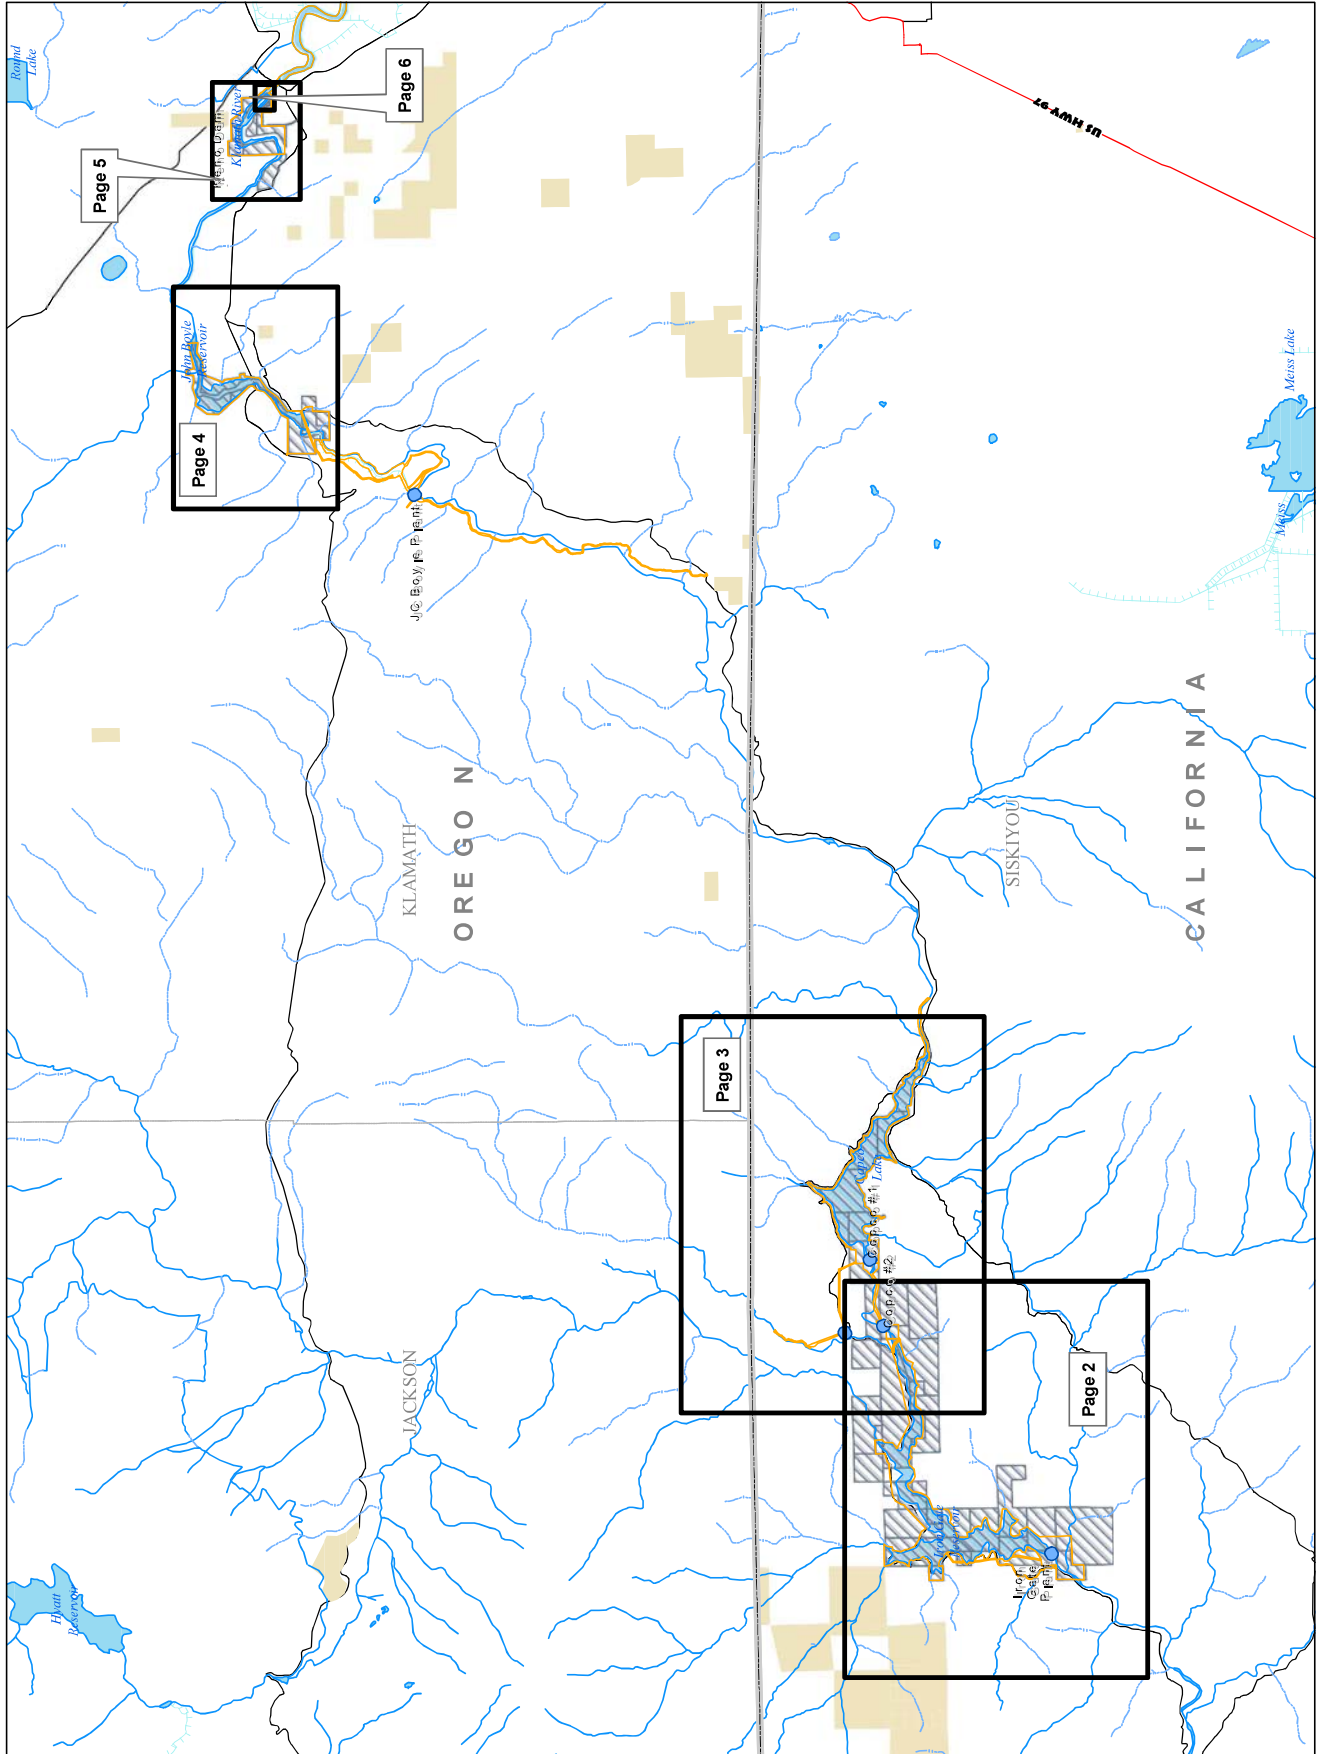 Round
Lake
Page 6
Page 5
Keno Dam
Klamath River
US HWY 97
John Boyle
Reservoir
Page 4
JC Boyle Plant
Meiss Lake
Meiss
KLAMATH
OREGON
SISKIYOU
CALIFORNIA
Page 3
Copco
Lake
Copco #1
Copco #2
JACKSON
Page 2
Iron Gate
Reservoir
Iron
Gate
Plant
Hyatt
Reservoir